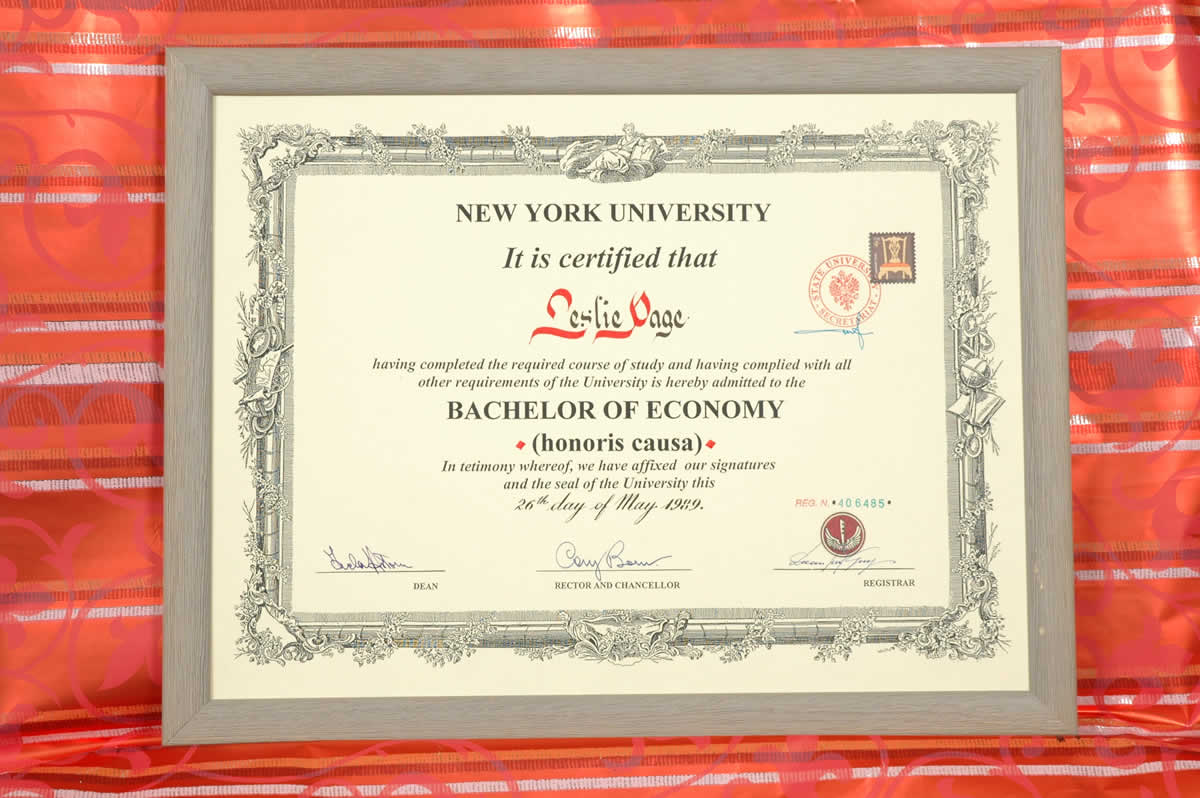 NEW YORK UNIVERSITY
It is certified that
Leslie Page
STATE UNIVERS
SECRETARIAT
having completed the required course of study and having complied with all
other requirements of the University is hereby admitted to the
BACHELOR OF ECONOMY
(honoris causa)
In tetimony whereof, we have affixed our signatures
and the seal of the University this
26th day of May 1989.
REG. N. •406485•
DEAN
RECTOR AND CHANCELLOR
REGISTRAR